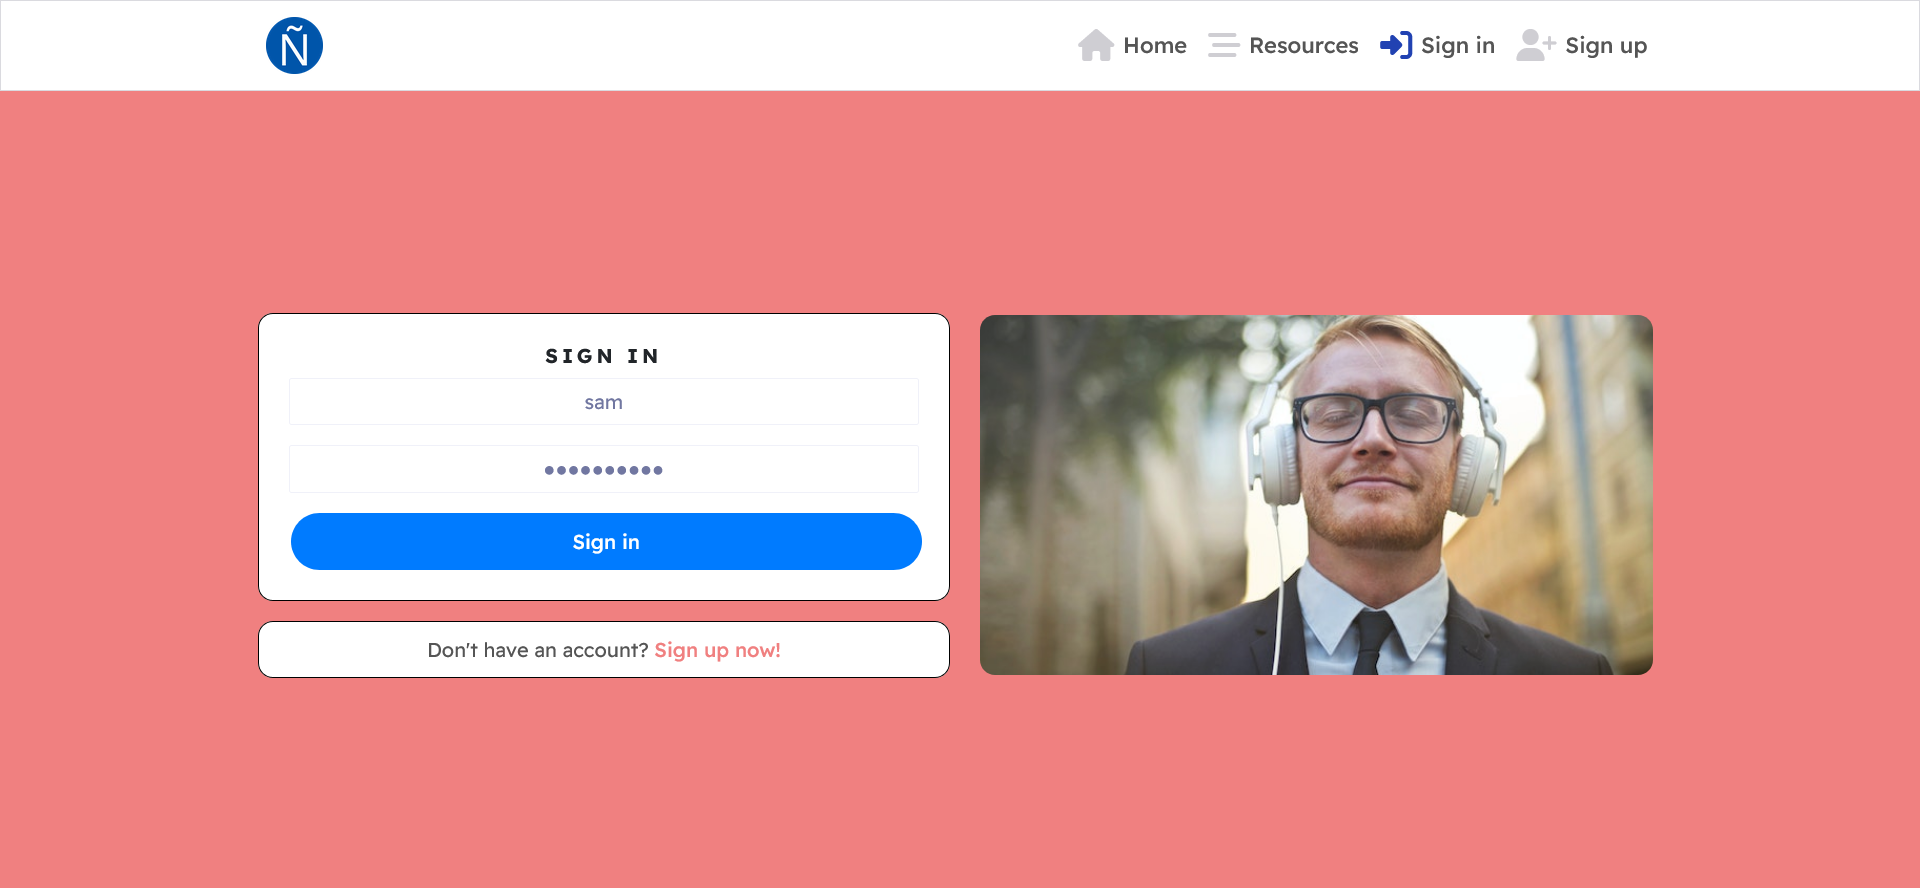 Ñ
Home Resources Sign in Sign up
SIGN IN
sam
••••••••••
Sign in
Don't have an account? Sign up now!